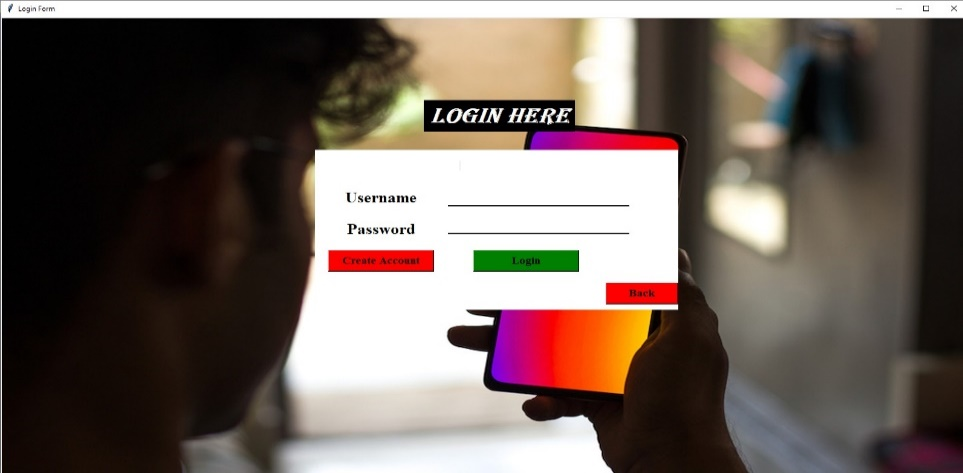 Login Form
LOGIN HERE
Username
Password
Create Account Login
Back